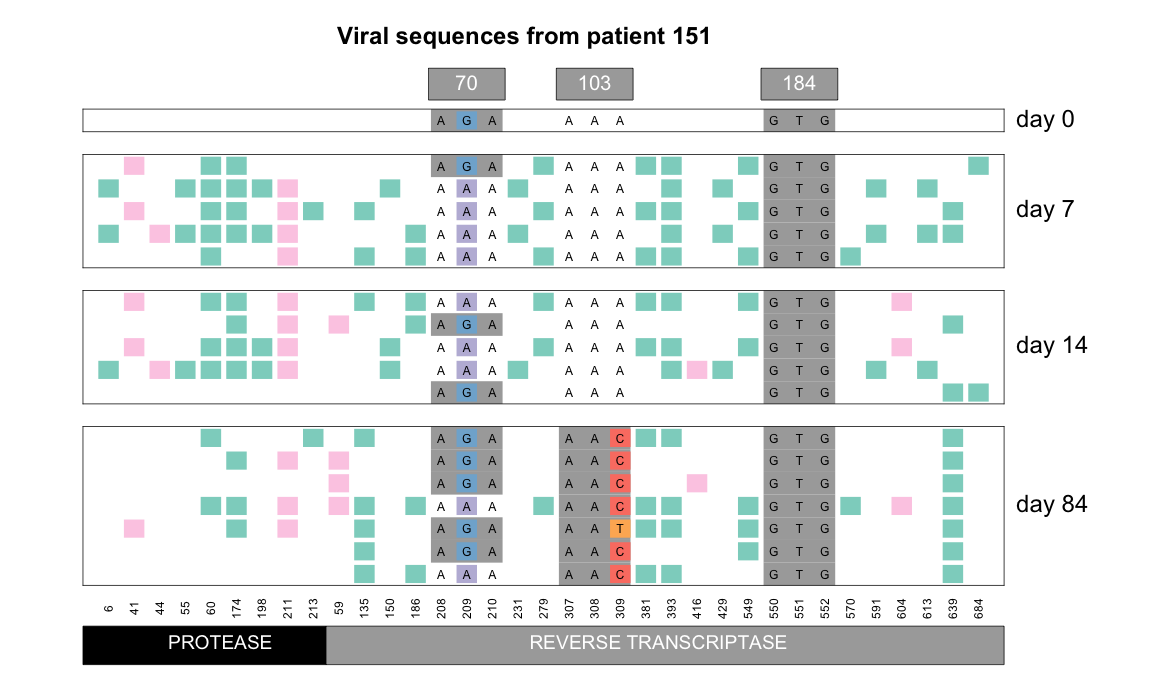 Viral sequences from patient 151
70 103 184
A G A A A A G T G day 0
A G A A A A G T G
A A A A A A G T G
A A A A A A G T G day 7
A A A A A A G T G
A A A A A A G T G
A A A A A A G T G
A G A A A A G T G
A A A A A A G T G day 14
A A A A A A G T G
A G A A A A G T G
A G A A A C G T G
A G A A A C G T G
A G A A A C G T G
A A A A A C G T G day 84
A G A A A T G T G
A G A A A C G T G
A A A A A C G T G
6 41 44 55 60 174 198 211 213 59 135 150 186 208 209 210 231 279 307 308 309 381 393 416 429 549 550 551 552 570 591 604 613 639 684
PROTEASE REVERSE TRANSCRIPTASE